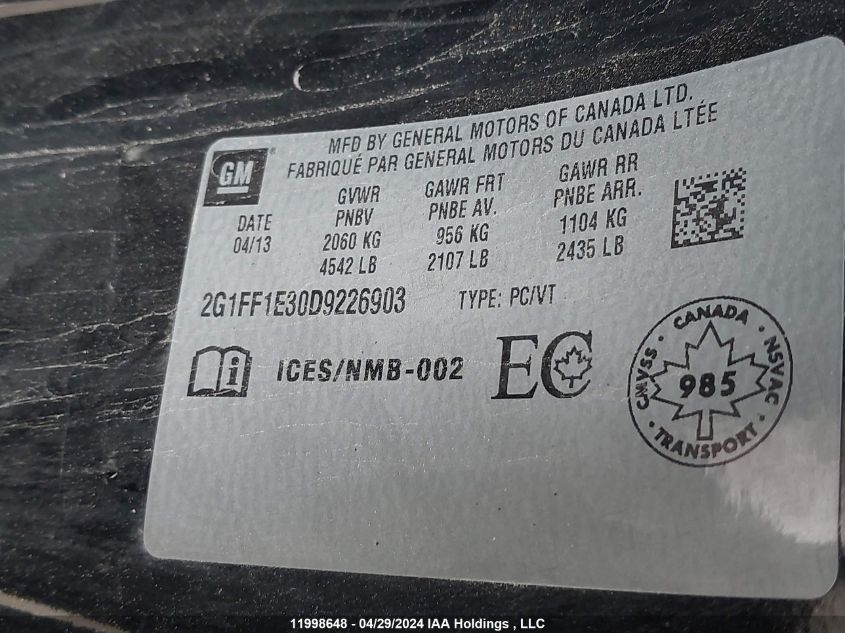 MFD BY GENERAL MOTORS OF CANADA LTD.
FABRIQUÉ PAR GENERAL MOTORS DU CANADA LTÉE
GM
DATE
04/13
GVWR
PNBV
2060 KG
4542 LB
GAWR FRT
PNBE AV.
956 KG
2107 LB
GAWR RR
PNBE ARR.
1104 KG
2435 LB
2G1FF1E30D9226903 TYPE: PC/VT
i ICES/NMB-002 EC
CMVSS · CANADA · NSVAC · TRANSPORT ·
985
11998648 - 04/29/2024 IAA Holdings , LLC